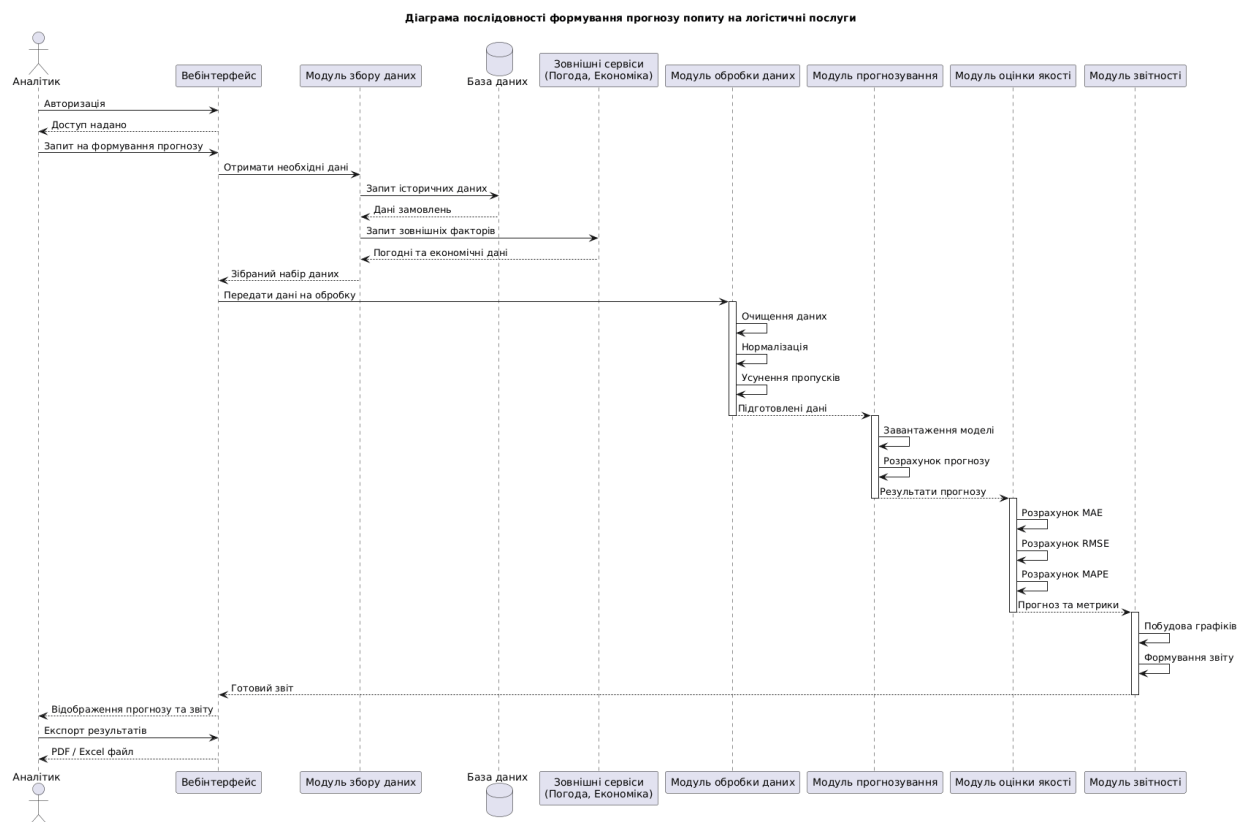 Діаграма послідовності формування прогнозу попиту на логістичні послуги
Аналітик
Вебінтерфейс
Модуль збору даних
База даних
Зовнішні сервіси
(Погода, Економіка)
Модуль обробки даних
Модуль прогнозування
Модуль оцінки якості
Модуль звітності
Авторизація
Доступ надано
Запит на формування прогнозу
Отримати необхідні дані
Запит історичних даних
Дані замовлень
Запит зовнішніх факторів
Погодні та економічні дані
Зібраний набір даних
Передати дані на обробку
Очищення даних
Нормалізація
Усунення пропусків
Підготовлені дані
Завантаження моделі
Розрахунок прогнозу
Результати прогнозу
Розрахунок MAE
Розрахунок RMSE
Розрахунок MAPE
Прогноз та метрики
Побудова графіків
Формування звіту
Готовий звіт
Відображення прогнозу та звіту
Експорт результатів
PDF / Excel файл
Аналітик
Вебінтерфейс
Модуль збору даних
База даних
Зовнішні сервіси
(Погода, Економіка)
Модуль обробки даних
Модуль прогнозування
Модуль оцінки якості
Модуль звітності